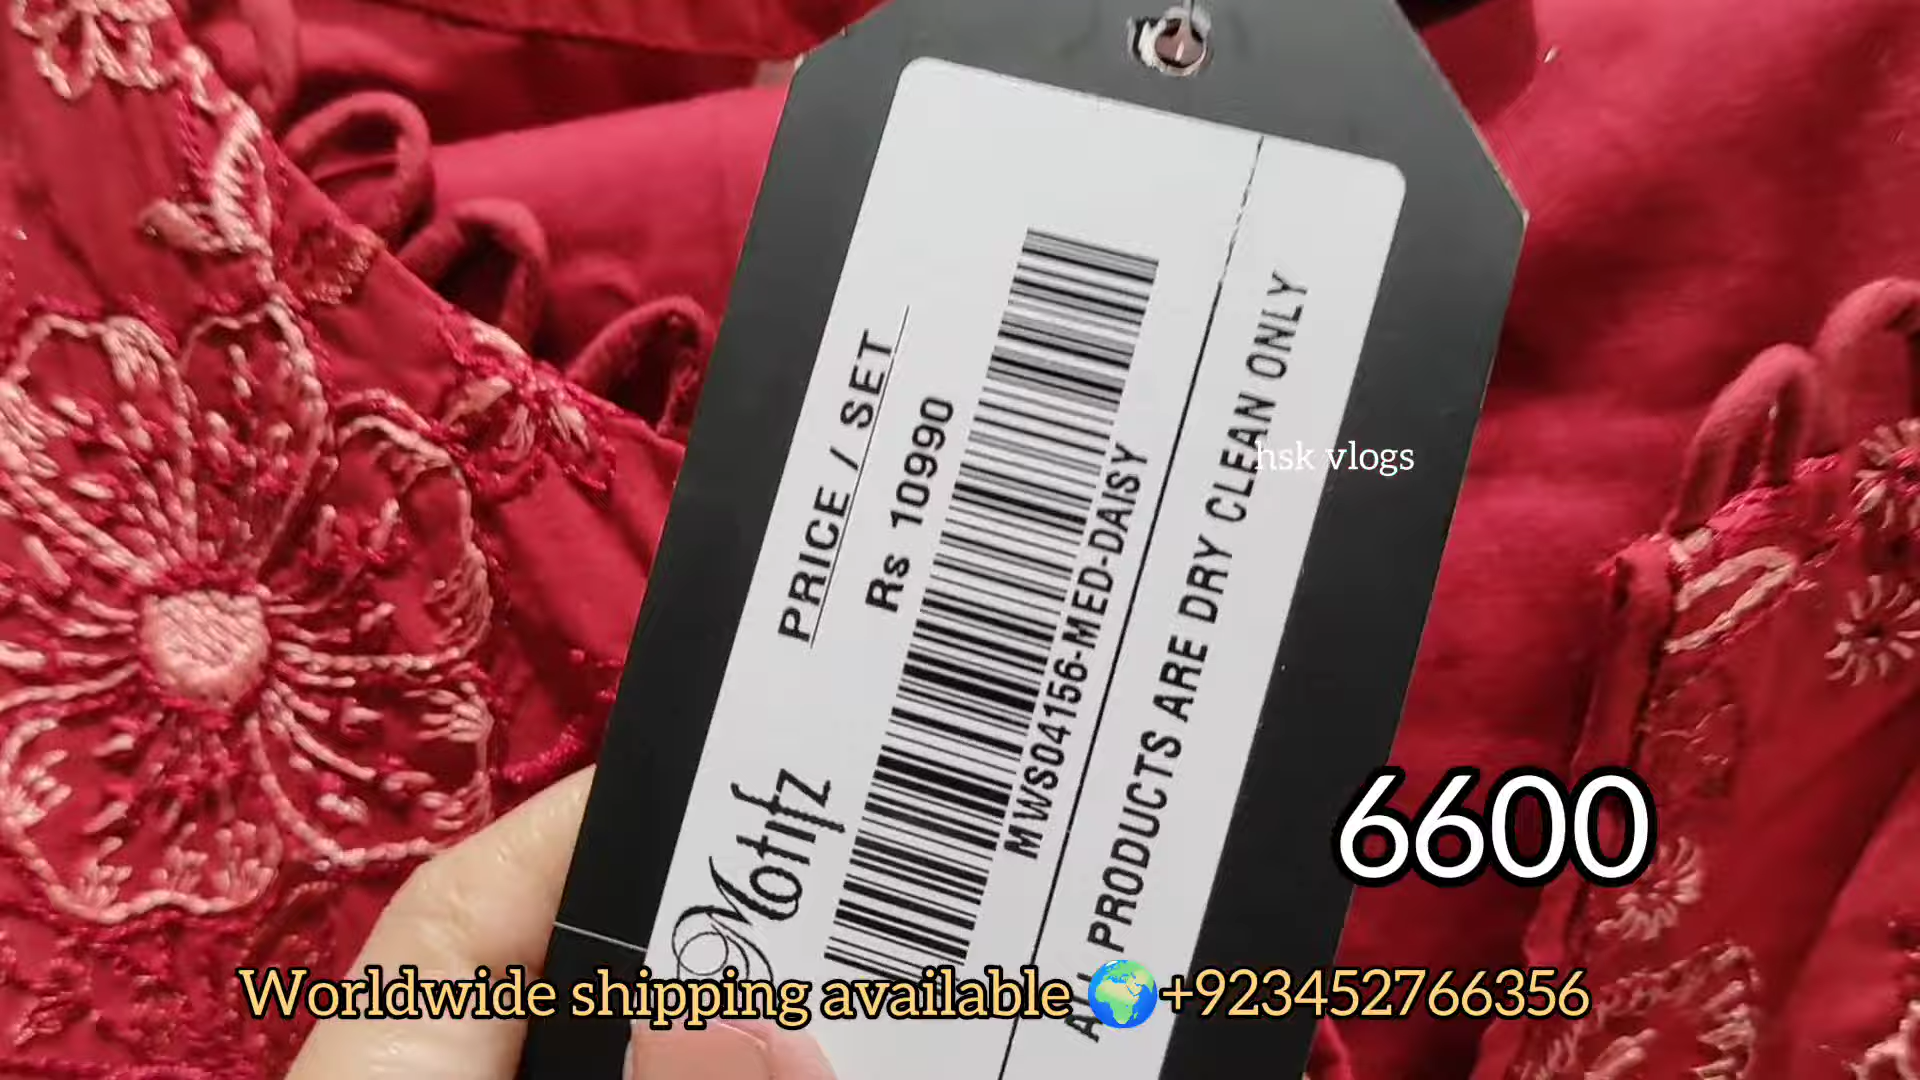 PRICE / SET
Rs 10990
MWS04156-MED-DAISY
ALL PRODUCTS ARE DRY CLEAN ONLY
Motifz
hsk vlogs
6600
Worldwide shipping available 🌍+923452766356